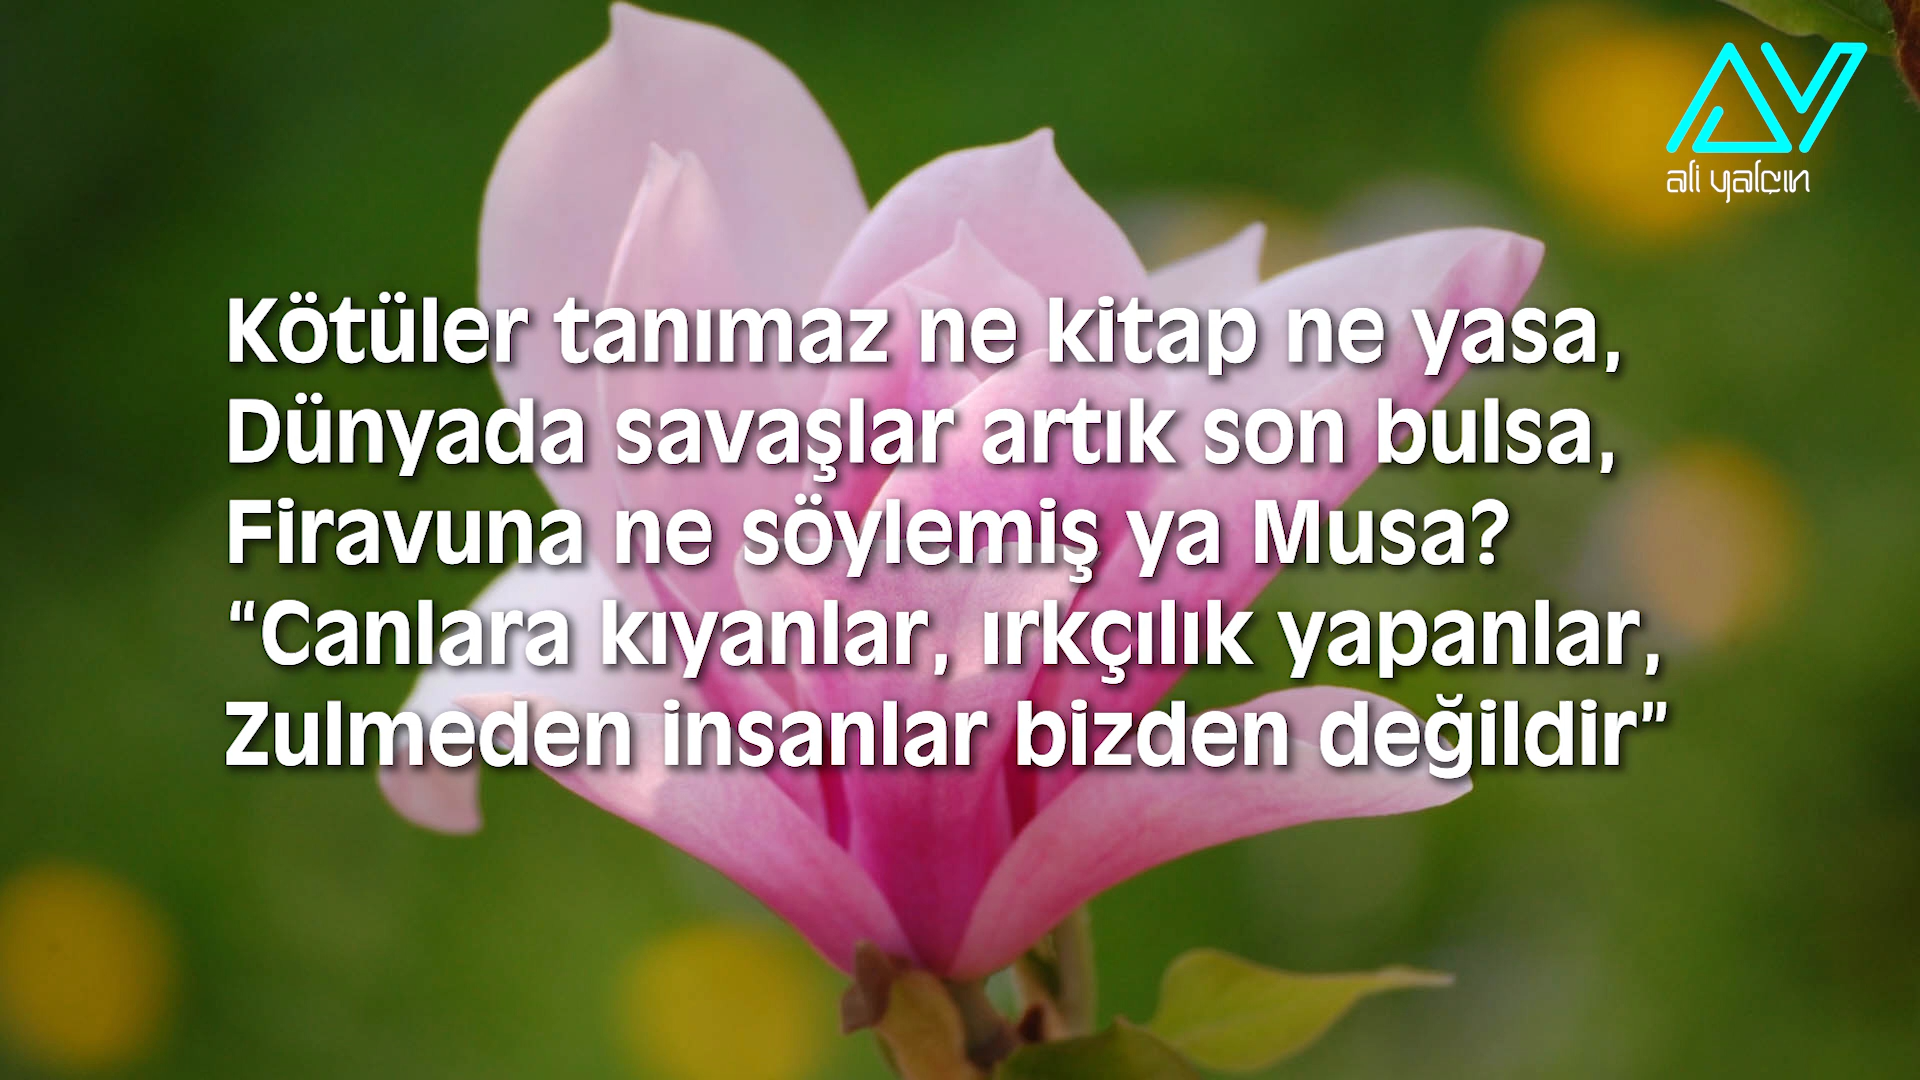 ali yalçın
Kötüler tanımaz ne kitap ne yasa,
Dünyada savaşlar artık son bulsa,
Firavuna ne söylemiş ya Musa?
“Canlara kıyanlar, ırkçılık yapanlar,
Zulmeden insanlar bizden değildir”